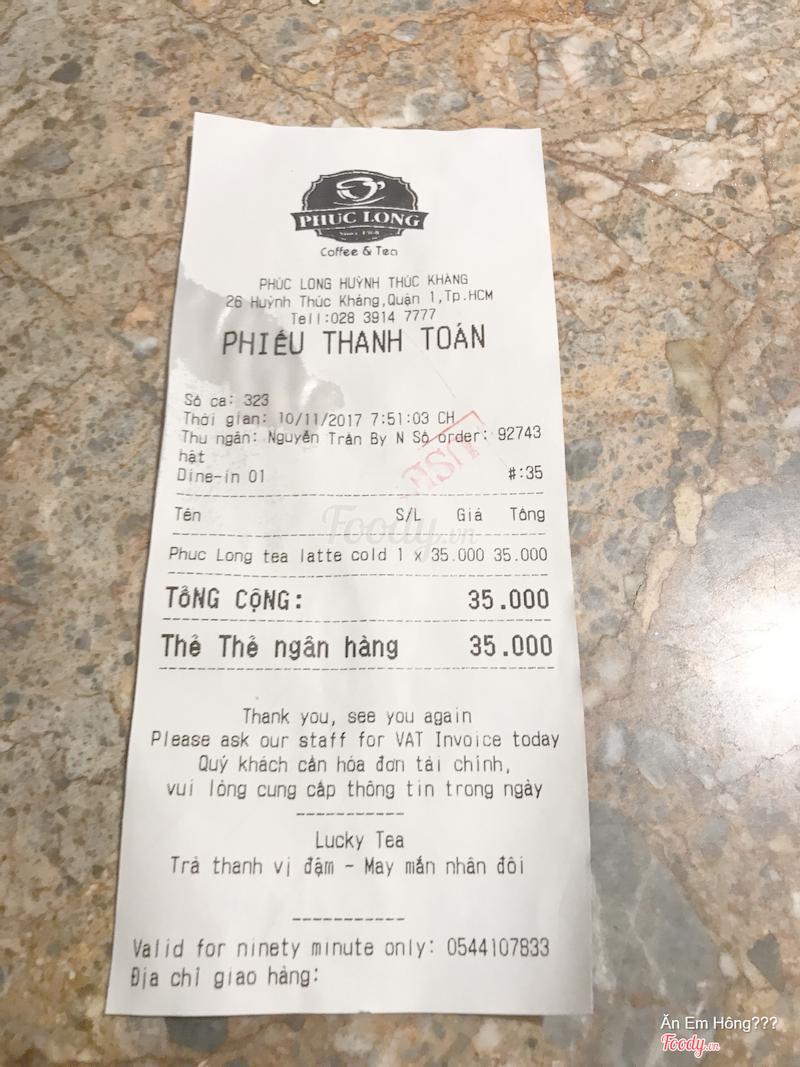 PHUC LONG
Coffee & Tea
PHÚC LONG HUỲNH THÚC KHÁNG
26 Huỳnh Thúc Kháng,Quận 1,Tp.HCM
Tell:028 3914 7777
PHIẾU THANH TOÁN
Số ca: 323
Thời gian: 10/11/2017 7:51:03 CH
Thu ngân: Nguyễn Trần By N Số order: 92743
hật
Dine-in 01 #:35
Tên S/L Giá Tổng
Phuc Long tea latte cold 1 x 35.000 35.000
TỔNG CỘNG: 35.000
Thẻ Thẻ ngân hàng 35.000
Thank you, see you again
Please ask our staff for VAT Invoice today
Quý khách cần hóa đơn tài chính,
vui lòng cung cấp thông tin trong ngày
Lucky Tea
Trà thanh vị đậm - May mắn nhân đôi
Valid for ninety minute only: 0544107833
Địa chỉ giao hàng:
Foody.vn
Ăn Em Hông???
Foody.vn